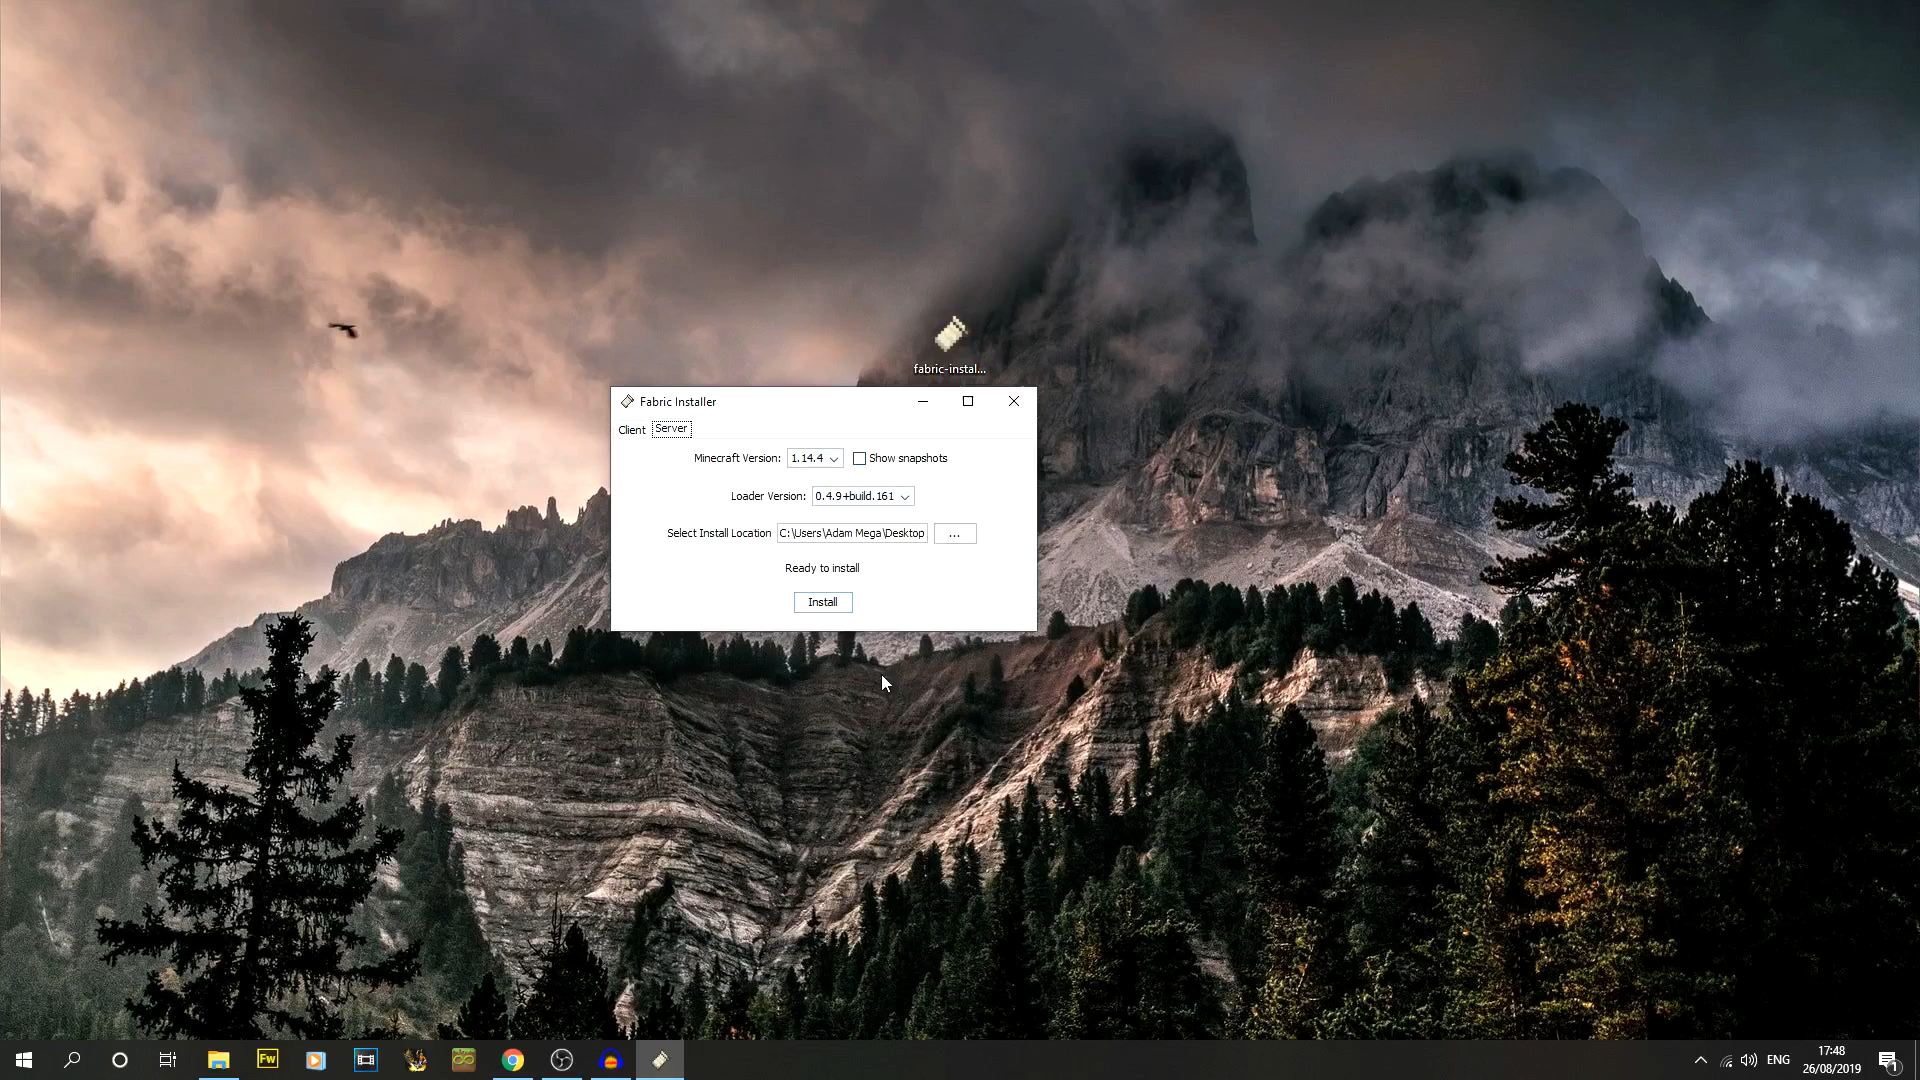 fabric-instal...
Fabric Installer
Client Server
Minecraft Version: 1.14.4 Show snapshots
Loader Version: 0.4.9+build.161
Select Install Location C:\Users\Adam Mega\Desktop ...
Ready to install
Install
Fw
ENG
17:48
26/08/2019
1